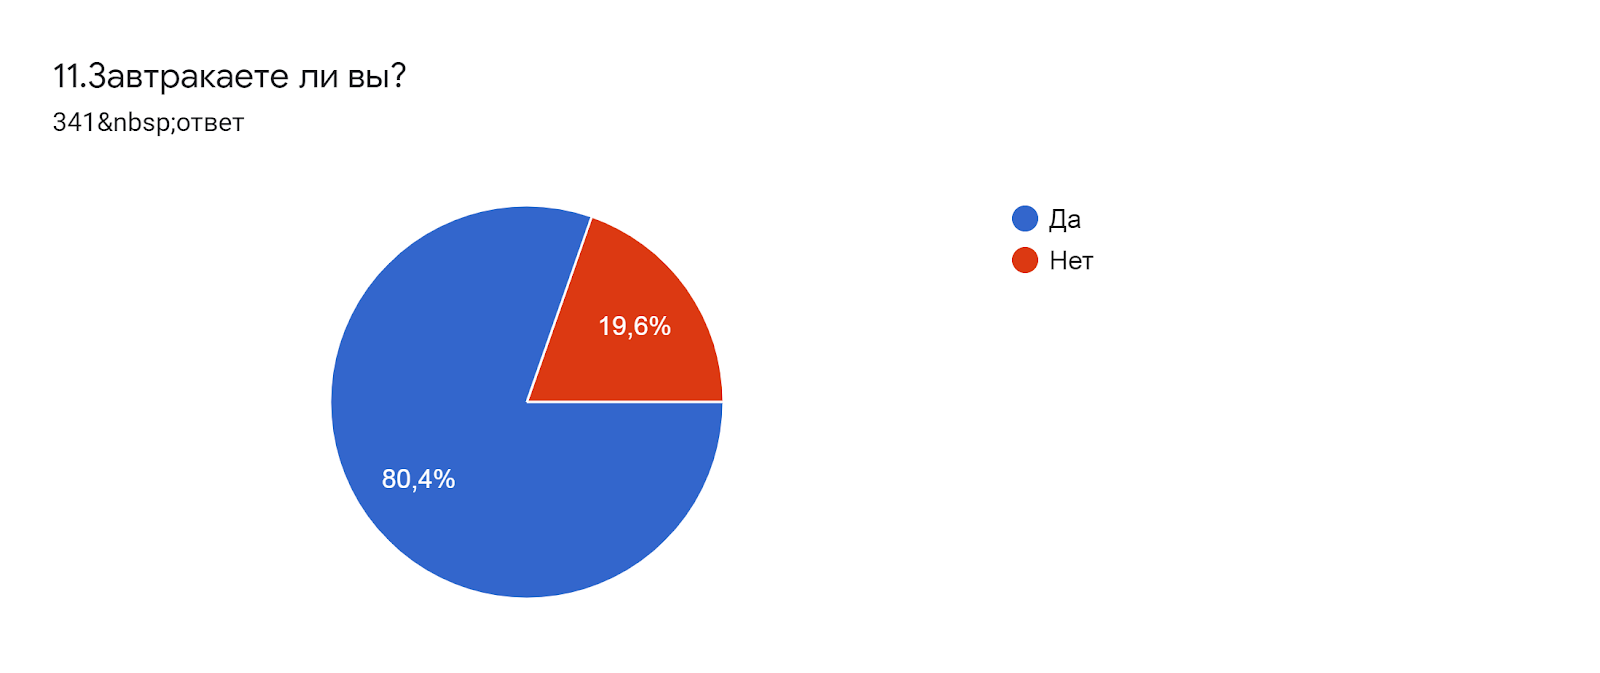 11.Завтракаете ли вы?
341&nbsp;ответ
Да
Нет
19,6%
80,4%